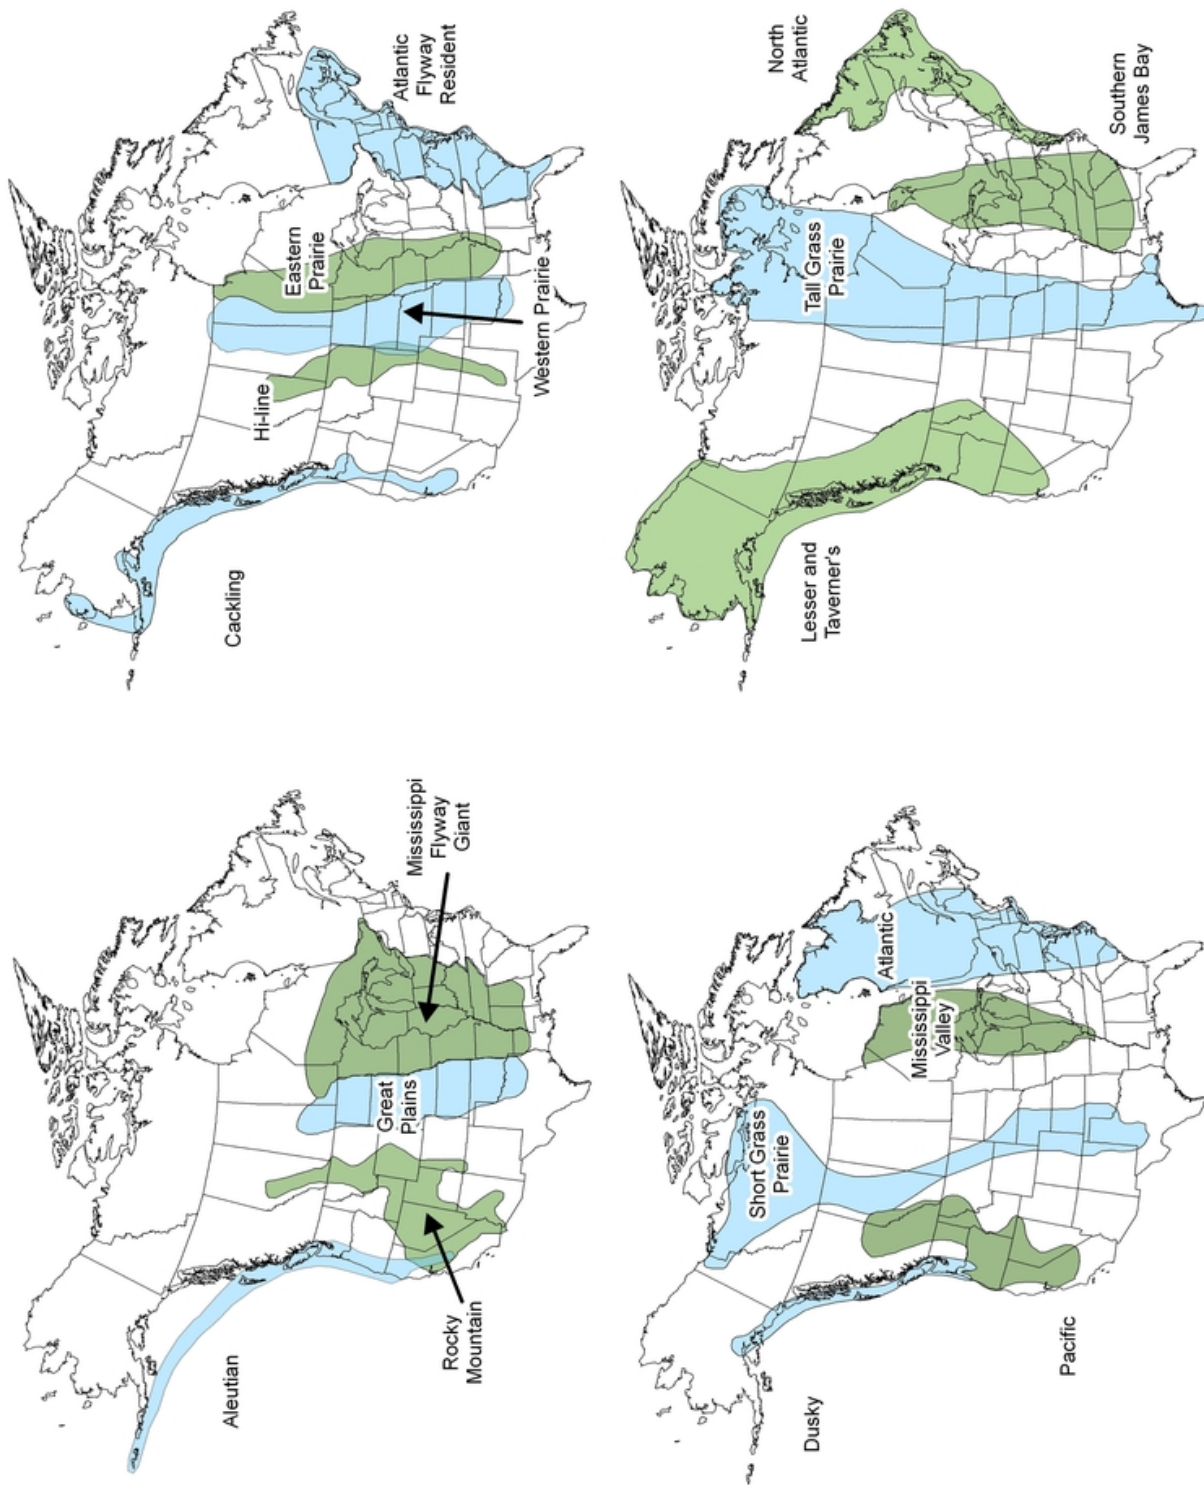 Aleutian
Rocky
Mountain
Great
Plains
Mississippi
Flyway
Giant
Cackling
Hi-line
Eastern
Prairie
Western Prairie
Atlantic
Flyway
Resident
Dusky
Pacific
Short Grass
Prairie
Mississippi
Valley
Atlantic
Lesser and
Taverner's
Tall Grass
Prairie
North
Atlantic
Southern
James Bay